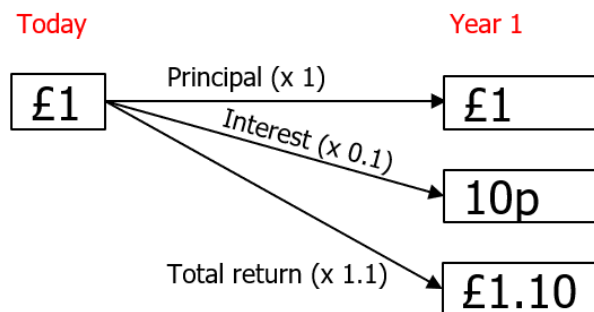 Today Year 1
Principal (x 1)
£1 £1
Interest (x 0.1)
10p
Total return (x 1.1)
£1.10